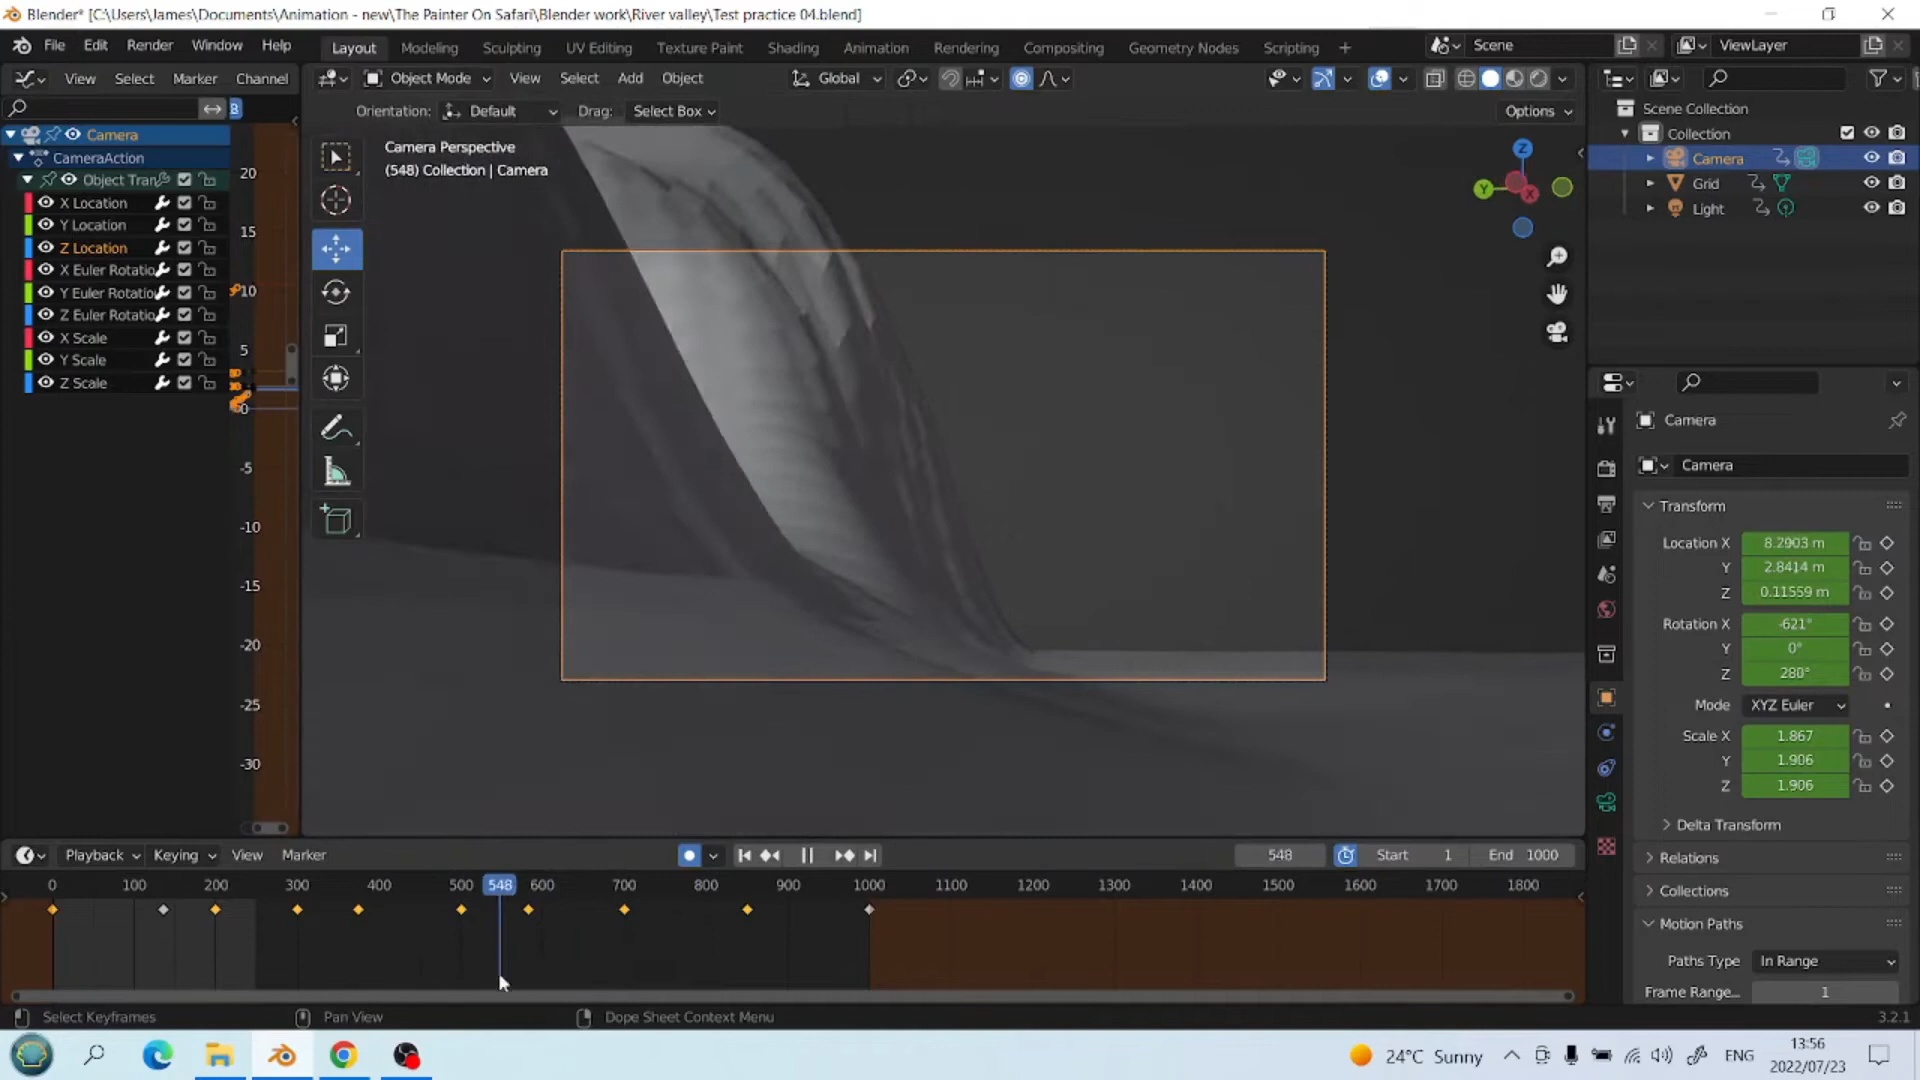 Blender* [C:\Users\James\Documents\Animation - new\The Painter On Safari\Blender work\River valley\Test practice 04.blend]
File Edit Render Window Help
Layout Modeling Sculpting UV Editing Texture Paint Shading Animation Rendering Compositing Geometry Nodes Scripting +
Scene
ViewLayer
View Select Marker Channel
Object Mode View Select Add Object
Global
Orientation: Default Drag: Select Box
Options
Camera
CameraAction
Object Tran
X Location
Y Location
Z Location
X Euler Rotatio
Y Euler Rotatio
Z Euler Rotatio
X Scale
Y Scale
Z Scale
20
15
10
5
0
-5
-10
-15
-20
-25
-30
Camera Perspective
(548) Collection | Camera
Z
Y
X
Scene Collection
Collection
Camera
Grid
Light
Camera
Camera
Transform
Location X 8.2903 m
Y 2.8414 m
Z 0.11559 m
Rotation X -621°
Y 0°
Z 280°
Mode XYZ Euler
Scale X 1.867
Y 1.906
Z 1.906
Delta Transform
Relations
Collections
Motion Paths
Paths Type In Range
Frame Range... 1
Playback Keying View Marker
548 Start 1 End 1000
0 100 200 300 400 500 548 600 700 800 900 1000 1100 1200 1300 1400 1500 1600 1700 1800
Select Keyframes Pan View Dope Sheet Context Menu 3.2.1
24°C Sunny ENG
13:56
2022/07/23